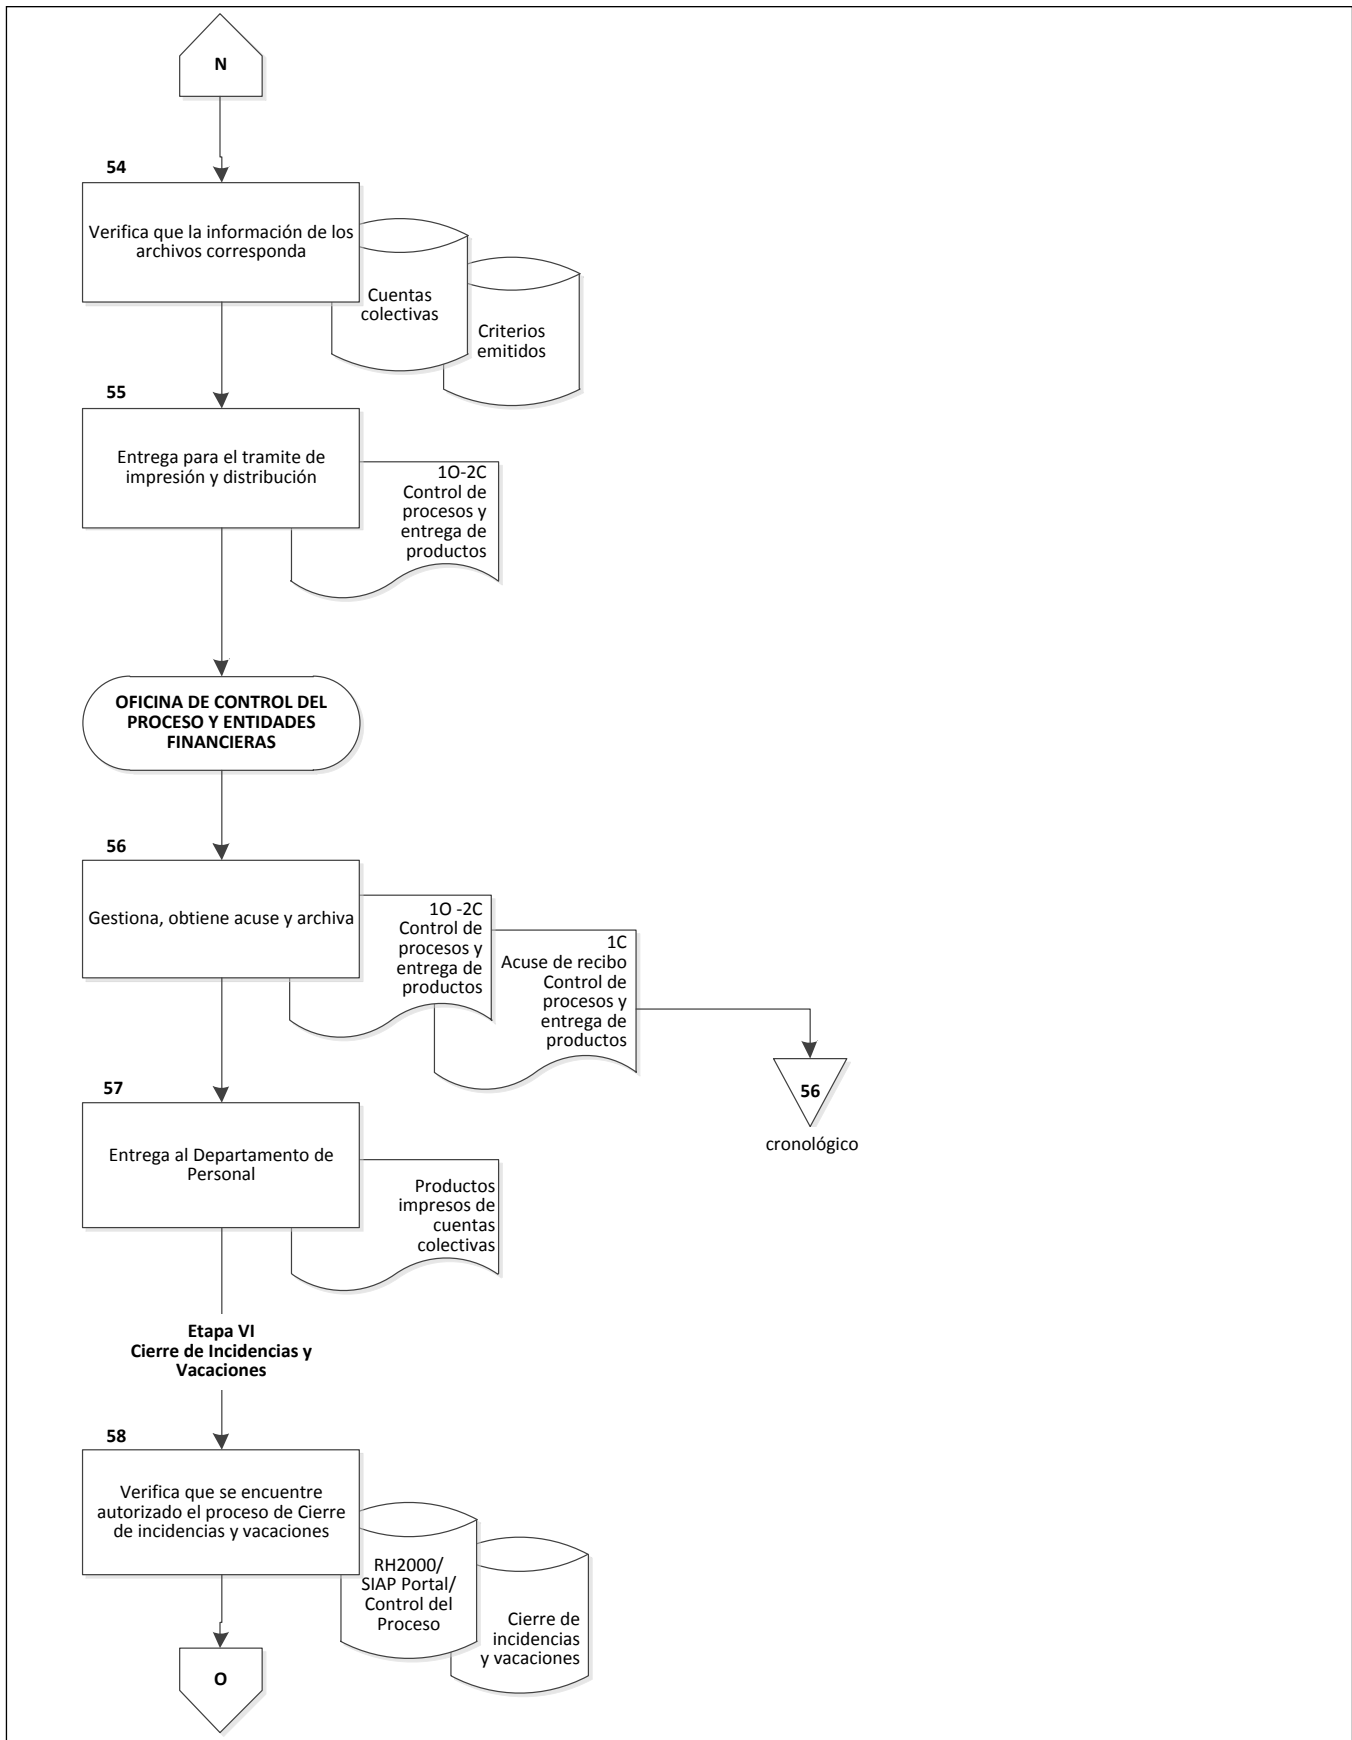 N
54
Verifica que la información de los
archivos corresponda
Cuentas
colectivas
Criterios
emitidos
55
Entrega para el tramite de
impresión y distribución
1O-2C
Control de
procesos y
entrega de
productos
OFICINA DE CONTROL DEL
PROCESO Y ENTIDADES
FINANCIERAS
56
Gestiona, obtiene acuse y archiva
1O -2C
Control de
procesos y
entrega de
productos
1C
Acuse de recibo
Control de
procesos y
entrega de
productos
56
cronológico
57
Entrega al Departamento de
Personal
Productos
impresos de
cuentas
colectivas
Etapa VI
Cierre de Incidencias y
Vacaciones
58
Verifica que se encuentre
autorizado el proceso de Cierre
de incidencias y vacaciones
RH2000/
SIAP Portal/
Control del
Proceso
Cierre de
incidencias
y vacaciones
O